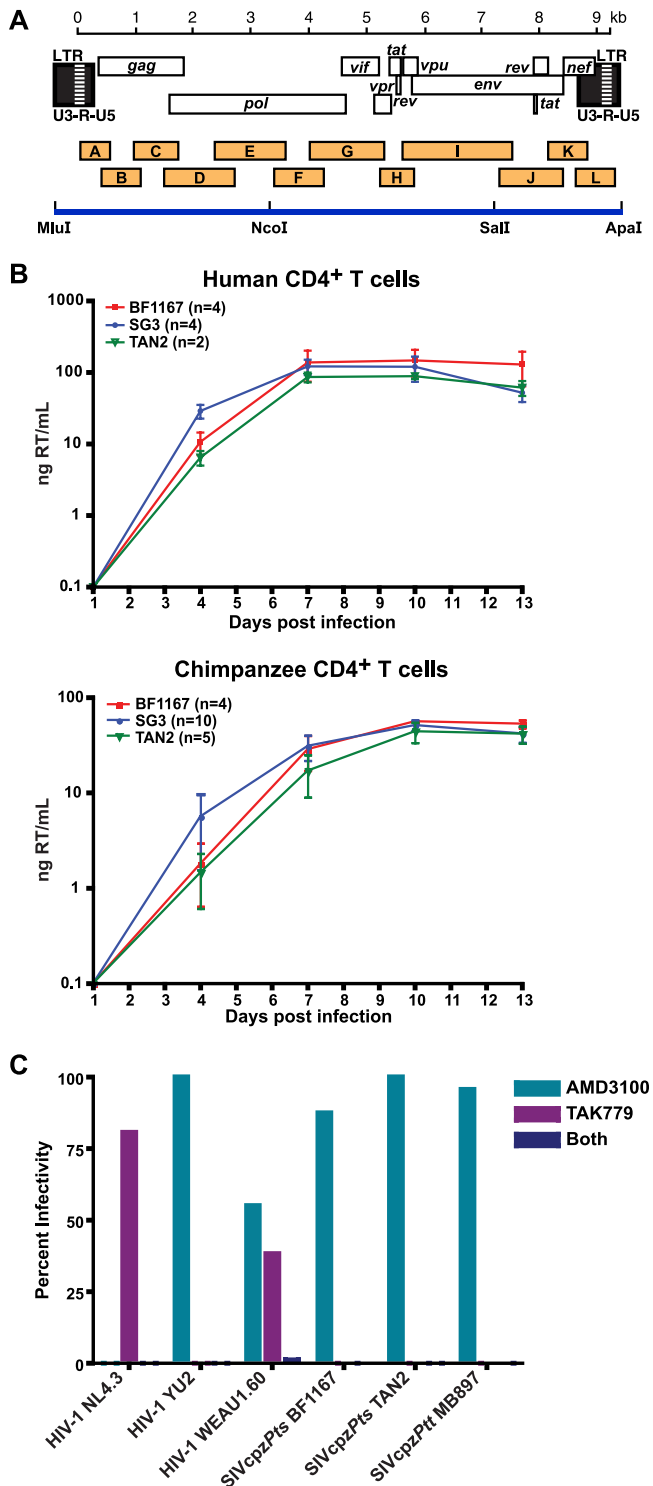 A
0 1 2 3 4 5 6 7 8 9 kb
LTR gag vif tat vpu rev nef LTR
U3-R-U5 pol vpr rev env tat U3-R-U5
A C E G I K
B D F H J L
MluI NcoI SalI ApaI
B
Human CD4+ T cells
BF1167 (n=4)
SG3 (n=4)
TAN2 (n=2)
ng RT/mL
1000
100
10
1
0.1
1 2 3 4 5 6 7 8 9 10 11 12 13
Days post infection
Chimpanzee CD4+ T cells
BF1167 (n=4)
SG3 (n=10)
TAN2 (n=5)
ng RT/mL
100
10
1
0.1
1 2 3 4 5 6 7 8 9 10 11 12 13
Days post infection
C
Percent Infectivity
100
75
50
25
0
AMD3100
TAK779
Both
HIV-1 NL4.3
HIV-1 YU2
HIV-1 WEAU1.60
SIVcpzPts BF1167
SIVcpzPts TAN2
SIVcpzPtt MB897